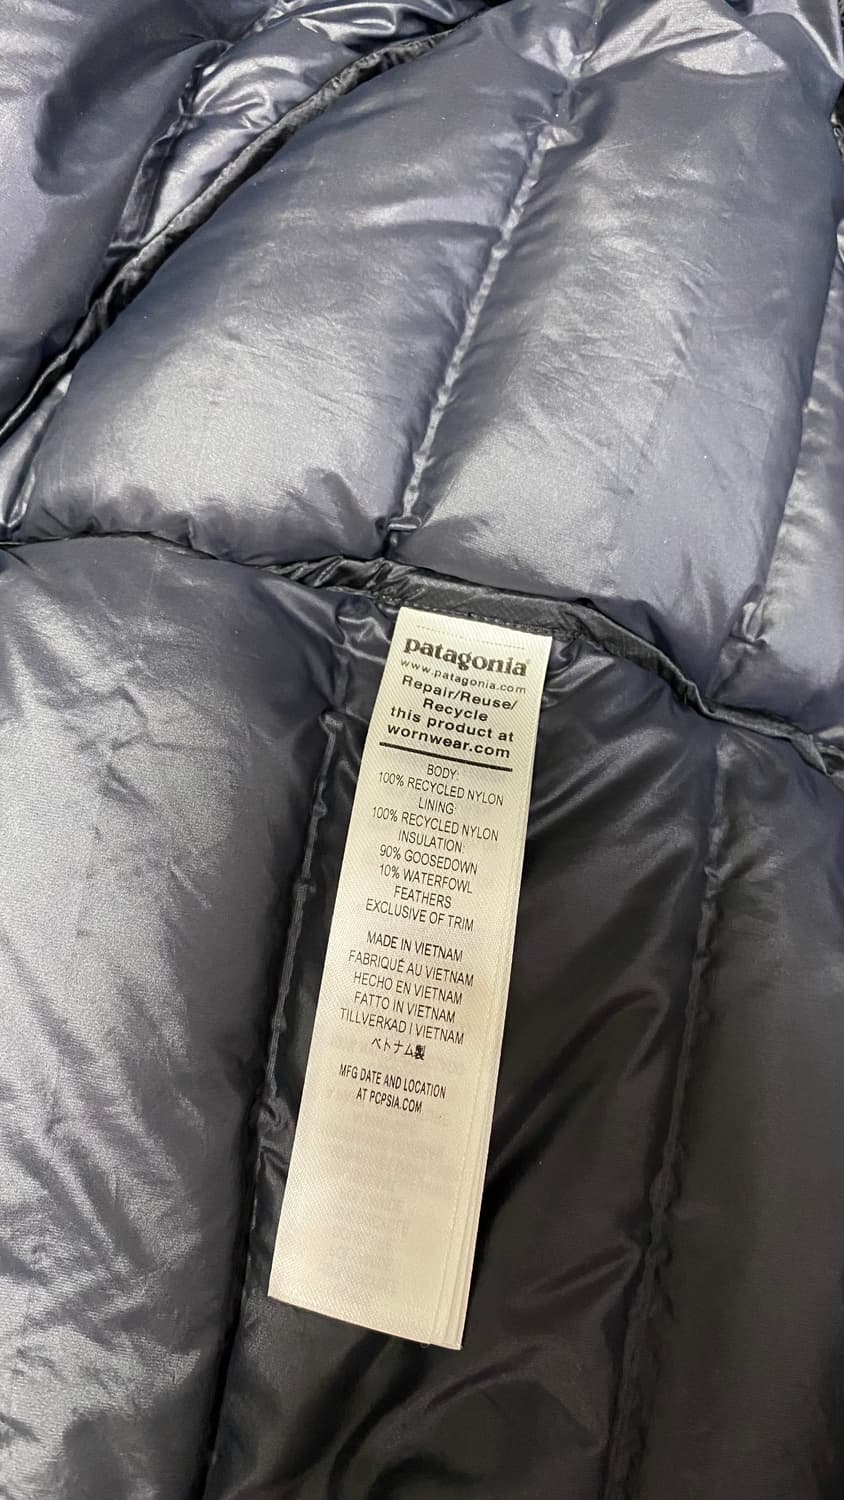 patagonia®
www.patagonia.com
Repair/Reuse/
Recycle
this product at
wornwear.com
BODY:
100% RECYCLED NYLON
LINING:
100% RECYCLED NYLON
INSULATION:
90% GOOSEDOWN
10% WATERFOWL
FEATHERS
EXCLUSIVE OF TRIM
MADE IN VIETNAM
FABRIQUÉ AU VIETNAM
HECHO EN VIETNAM
FATTO IN VIETNAM
TILLVERKAD I VIETNAM
ベトナム製
MFG DATE AND LOCATION
AT PCPSIA.COM